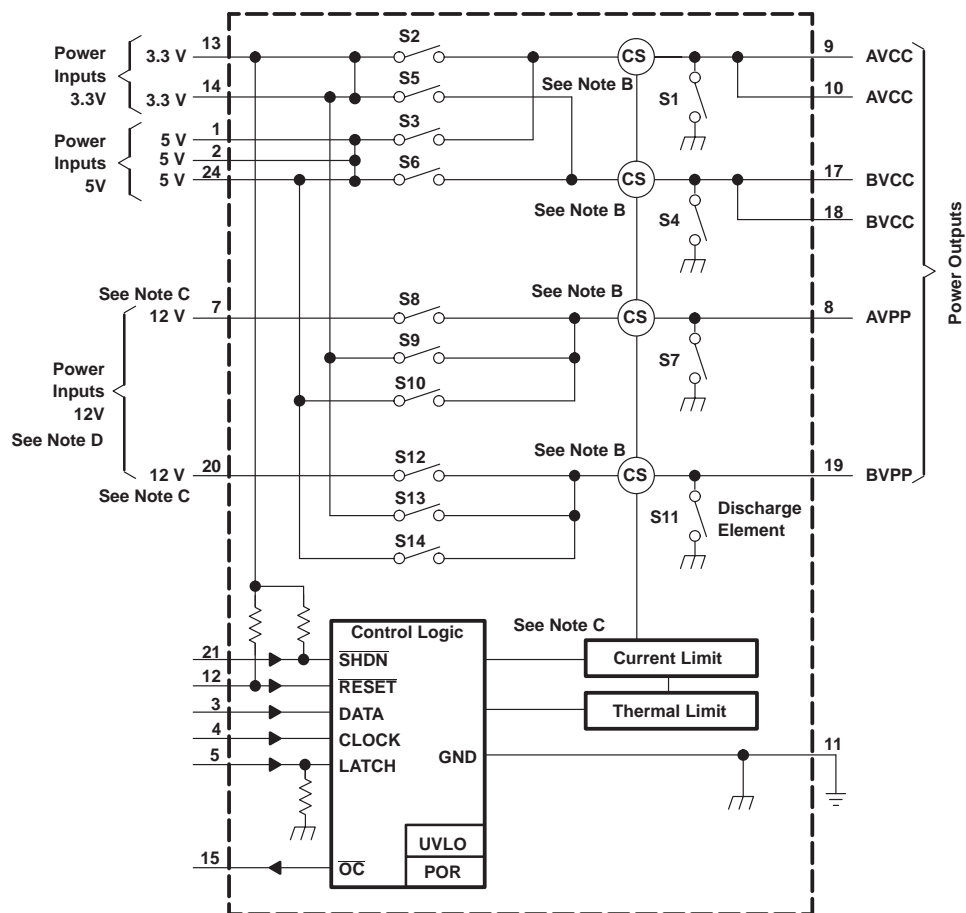 Power
Inputs
3.3V
3.3 V
13
3.3 V
14
Power
Inputs
5V
5 V
1
5 V
2
5 V
24
S2
S5
S3
S6
CS
See Note B
S1
9
AVCC
10
AVCC
CS
See Note B
S4
17
BVCC
18
BVCC
Power Outputs
See Note C
12 V
7
Power
Inputs
12V
See Note D
12 V
20
See Note C
S8
S9
S10
See Note B
CS
S7
8
AVPP
S12
S13
S14
See Note B
CS
S11
Discharge
Element
19
BVPP
Control Logic
21
SHDN
12
RESET
3
DATA
4
CLOCK
5
LATCH
15
OC
GND
UVLO
POR
See Note C
Current Limit
Thermal Limit
11